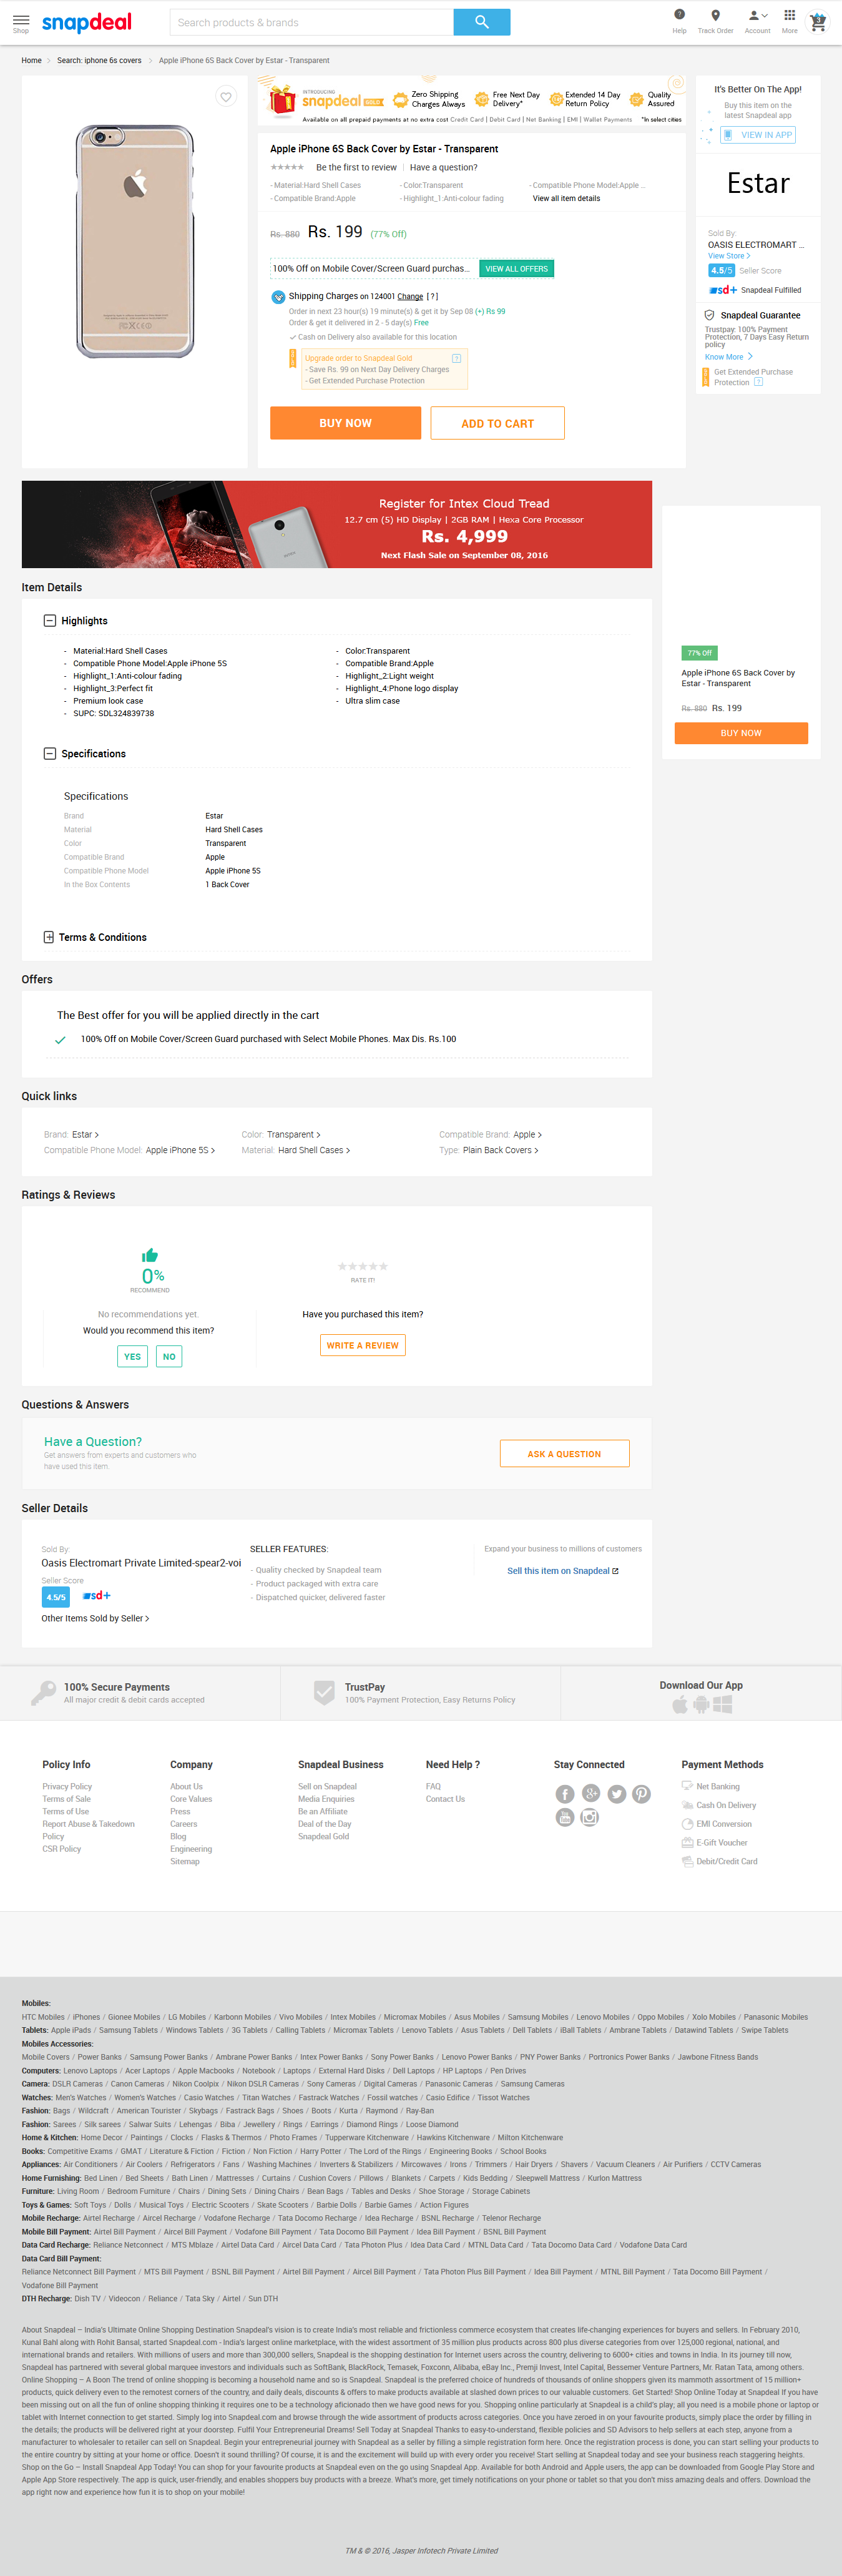 Shop
snapdeal
Search products & brands
?
Help
Track Order
Account
More
3
Home > Search: iphone 6s covers > Apple iPhone 6S Back Cover by Estar - Transparent
INTRODUCING
snapdeal GOLD
Zero Shipping
Charges Always
Free Next Day
Delivery*
Extended 14 Day
Return Policy
Quality
Assured
Available on all prepaid payments at no extra cost Credit Card | Debit Card | Net Banking | EMI | Wallet Payments *In select cities
Apple iPhone 6S Back Cover by Estar - Transparent
Be the first to review | Have a question?
- Material:Hard Shell Cases
- Color:Transparent
- Compatible Phone Model:Apple ...
- Compatible Brand:Apple
- Highlight_1:Anti-colour fading
View all item details
Rs. 880 Rs. 199 (77% Off)
100% Off on Mobile Cover/Screen Guard purchas...
VIEW ALL OFFERS
Shipping Charges on 124001 Change [ ? ]
Order in next 23 hour(s) 19 minute(s) & get it by Sep 08 (+) Rs 99
Order & get it delivered in 2 - 5 day(s) Free
Cash on Delivery also available for this location
Upgrade order to Snapdeal Gold
?
- Save Rs. 99 on Next Day Delivery Charges
- Get Extended Purchase Protection
BUY NOW
ADD TO CART
It's Better On The App!
Buy this item on the
latest Snapdeal app
VIEW IN APP
Estar
Sold By:
OASIS ELECTROMART ...
View Store >
4.5/5 Seller Score
sd+ Snapdeal Fulfilled
Snapdeal Guarantee
Trustpay: 100% Payment
Protection, 7 Days Easy Return
policy
Know More >
Get Extended Purchase
Protection ?
Register for Intex Cloud Tread
12.7 cm (5) HD Display | 2GB RAM | Hexa Core Processor
Rs. 4,999
Next Flash Sale on September 08, 2016
77% Off
Apple iPhone 6S Back Cover by
Estar - Transparent
Rs. 880 Rs. 199
BUY NOW
Item Details
Highlights
- Material:Hard Shell Cases
- Color:Transparent
- Compatible Phone Model:Apple iPhone 5S
- Compatible Brand:Apple
- Highlight_1:Anti-colour fading
- Highlight_2:Light weight
- Highlight_3:Perfect fit
- Highlight_4:Phone logo display
- Premium look case
- Ultra slim case
- SUPC: SDL324839738
Specifications
Specifications
Brand Estar
Material Hard Shell Cases
Color Transparent
Compatible Brand Apple
Compatible Phone Model Apple iPhone 5S
In the Box Contents 1 Back Cover
Terms & Conditions
Offers
The Best offer for you will be applied directly in the cart
100% Off on Mobile Cover/Screen Guard purchased with Select Mobile Phones. Max Dis. Rs.100
Quick links
Brand: Estar >
Color: Transparent >
Compatible Brand: Apple >
Compatible Phone Model: Apple iPhone 5S >
Material: Hard Shell Cases >
Type: Plain Back Covers >
Ratings & Reviews
0%
RECOMMEND
RATE IT!
No recommendations yet.
Would you recommend this item?
YES
NO
Have you purchased this item?
WRITE A REVIEW
Questions & Answers
Have a Question?
Get answers from experts and customers who
have used this item.
ASK A QUESTION
Seller Details
Sold By:
Oasis Electromart Private Limited-spear2-voi
Seller Score
4.5/5
sd+
Other Items Sold by Seller >
SELLER FEATURES:
- Quality checked by Snapdeal team
- Product packaged with extra care
- Dispatched quicker, delivered faster
Expand your business to millions of customers
Sell this item on Snapdeal
100% Secure Payments
All major credit & debit cards accepted
TrustPay
100% Payment Protection, Easy Returns Policy
Download Our App
Policy Info
Privacy Policy
Terms of Sale
Terms of Use
Report Abuse & Takedown
Policy
CSR Policy
Company
About Us
Core Values
Press
Careers
Blog
Engineering
Sitemap
Snapdeal Business
Sell on Snapdeal
Media Enquiries
Be an Affiliate
Deal of the Day
Snapdeal Gold
Need Help ?
FAQ
Contact Us
Stay Connected
Payment Methods
Net Banking
Cash On Delivery
EMI Conversion
E-Gift Voucher
Debit/Credit Card
Mobiles:
HTC Mobiles / iPhones / Gionee Mobiles / LG Mobiles / Karbonn Mobiles / Vivo Mobiles / Intex Mobiles / Micromax Mobiles / Asus Mobiles / Samsung Mobiles / Lenovo Mobiles / Oppo Mobiles / Xolo Mobiles / Panasonic Mobiles
Tablets: Apple iPads / Samsung Tablets / Windows Tablets / 3G Tablets / Calling Tablets / Micromax Tablets / Lenovo Tablets / Asus Tablets / Dell Tablets / iBall Tablets / Ambrane Tablets / Datawind Tablets / Swipe Tablets
Mobiles Accessories:
Mobile Covers / Power Banks / Samsung Power Banks / Ambrane Power Banks / Intex Power Banks / Sony Power Banks / Lenovo Power Banks / PNY Power Banks / Portronics Power Banks / Jawbone Fitness Bands
Computers: Lenovo Laptops / Acer Laptops / Apple Macbooks / Notebook / Laptops / External Hard Disks / Dell Laptops / HP Laptops / Pen Drives
Camera: DSLR Cameras / Canon Cameras / Nikon Coolpix / Nikon DSLR Cameras / Sony Cameras / Digital Cameras / Panasonic Cameras / Samsung Cameras
Watches: Men's Watches / Women's Watches / Casio Watches / Titan Watches / Fastrack Watches / Fossil watches / Casio Edifice / Tissot Watches
Fashion: Bags / Wildcraft / American Tourister / Skybags / Fastrack Bags / Shoes / Boots / Kurta / Raymond / Ray-Ban
Fashion: Sarees / Silk sarees / Salwar Suits / Lehengas / Biba / Jewellery / Rings / Earrings / Diamond Rings / Loose Diamond
Home & Kitchen: Home Decor / Paintings / Clocks / Flasks & Thermos / Photo Frames / Tupperware Kitchenware / Hawkins Kitchenware / Milton Kitchenware
Books: Competitive Exams / GMAT / Literature & Fiction / Fiction / Non Fiction / Harry Potter / The Lord of the Rings / Engineering Books / School Books
Appliances: Air Conditioners / Air Coolers / Refrigerators / Fans / Washing Machines / Inverters & Stabilizers / Mircowaves / Irons / Trimmers / Hair Dryers / Shavers / Vacuum Cleaners / Air Purifiers / CCTV Cameras
Home Furnishing: Bed Linen / Bed Sheets / Bath Linen / Mattresses / Curtains / Cushion Covers / Pillows / Blankets / Carpets / Kids Bedding / Sleepwell Mattress / Kurlon Mattress
Furniture: Living Room / Bedroom Furniture / Chairs / Dining Sets / Dining Chairs / Bean Bags / Tables and Desks / Shoe Storage / Storage Cabinets
Toys & Games: Soft Toys / Dolls / Musical Toys / Electric Scooters / Skate Scooters / Barbie Dolls / Barbie Games / Action Figures
Mobile Recharge: Airtel Recharge / Aircel Recharge / Vodafone Recharge / Tata Docomo Recharge / Idea Recharge / BSNL Recharge / Telenor Recharge
Mobile Bill Payment: Airtel Bill Payment / Aircel Bill Payment / Vodafone Bill Payment / Tata Docomo Bill Payment / Idea Bill Payment / BSNL Bill Payment
Data Card Recharge: Reliance Netconnect / MTS Mblaze / Airtel Data Card / Aircel Data Card / Tata Photon Plus / Idea Data Card / MTNL Data Card / Tata Docomo Data Card / Vodafone Data Card
Data Card Bill Payment:
Reliance Netconnect Bill Payment / MTS Bill Payment / BSNL Bill Payment / Airtel Bill Payment / Aircel Bill Payment / Tata Photon Plus Bill Payment / Idea Bill Payment / MTNL Bill Payment / Tata Docomo Bill Payment /
Vodafone Bill Payment
DTH Recharge: Dish TV / Videocon / Reliance / Tata Sky / Airtel / Sun DTH
About Snapdeal – India's Ultimate Online Shopping Destination Snapdeal's vision is to create India's most reliable and frictionless commerce ecosystem that creates life-changing experiences for buyers and sellers. In February 2010,
Kunal Bahl along with Rohit Bansal, started Snapdeal.com - India's largest online marketplace, with the widest assortment of 35 million plus products across 800 plus diverse categories from over 125,000 regional, national, and
international brands and retailers. With millions of users and more than 300,000 sellers, Snapdeal is the shopping destination for Internet users across the country, delivering to 6000+ cities and towns in India. In its journey till now,
Snapdeal has partnered with several global marquee investors and individuals such as SoftBank, BlackRock, Temasek, Foxconn, Alibaba, eBay Inc., Premji Invest, Intel Capital, Bessemer Venture Partners, Mr. Ratan Tata, among others.
Online Shopping – A Boon The trend of online shopping is becoming a household name and so is Snapdeal. Snapdeal is the preferred choice of hundreds of thousands of online shoppers given its mammoth assortment of 15 million+
products, quick delivery even to the remotest corners of the country, and daily deals, discounts & offers to make products available at slashed down prices to our valuable customers. Get Started! Shop Online Today at Snapdeal If you have
been missing out on all the fun of online shopping thinking it requires one to be a technology aficionado then we have good news for you. Shopping online particularly at Snapdeal is a child's play; all you need is a mobile phone or laptop or
tablet with Internet connection to get started. Simply log into Snapdeal.com and browse through the wide assortment of products across categories. Once you have zeroed in on your favourite products, simply place the order by filling in
the details; the products will be delivered right at your doorstep. Fulfil Your Entrepreneurial Dreams! Sell Today at Snapdeal Thanks to easy-to-understand, flexible policies and SD Advisors to help sellers at each step, anyone from a
manufacturer to wholesaler to retailer can sell on Snapdeal. Begin your entrepreneurial journey with Snapdeal as a seller by filling a simple registration form here. Once the registration process is done, you can start selling your products to
the entire country by sitting at your home or office. Doesn't it sound thrilling? Of course, it is and the excitement will build up with every order you receive! Start selling at Snapdeal today and see your business reach staggering heights.
Shop on the Go – Install Snapdeal App Today! You can shop for your favourite products at Snapdeal even on the go using Snapdeal App. Available for both Android and Apple users, the app can be downloaded from Google Play Store and
Apple App Store respectively. The app is quick, user-friendly, and enables shoppers buy products with a breeze. What's more, get timely notifications on your phone or tablet so that you don't miss amazing deals and offers. Download the
app right now and experience how fun it is to shop on your mobile!
TM & © 2016, Jasper Infotech Private Limited